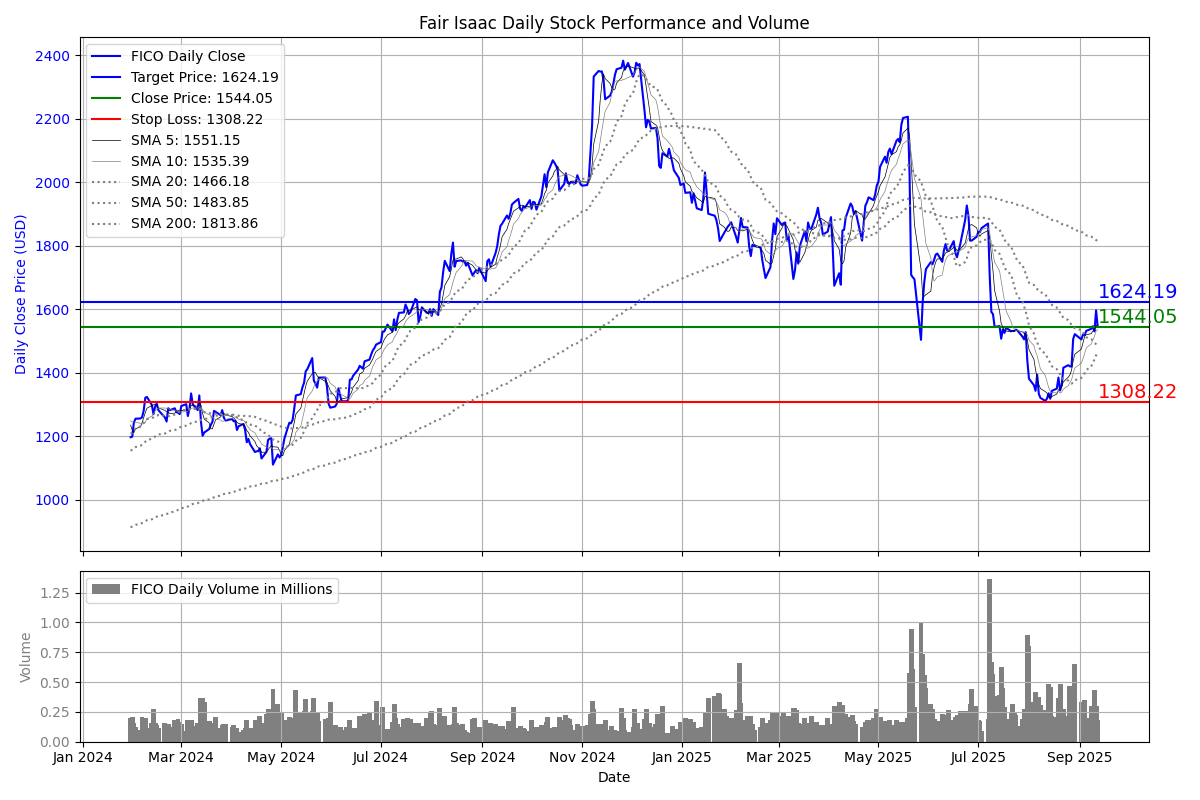 Fair Isaac Daily Stock Performance and Volume
2400
2200
2000
1800
1600
1400
1200
1000
Daily Close Price (USD)
FICO Daily Close
Target Price: 1624.19
Close Price: 1544.05
Stop Loss: 1308.22
SMA 5: 1551.15
SMA 10: 1535.39
SMA 20: 1466.18
SMA 50: 1483.85
SMA 200: 1813.86
1624.19
1544.05
1308.22
FICO Daily Volume in Millions
1.25
1.00
0.75
0.50
0.25
0.00
Volume
Jan 2024
Mar 2024
May 2024
Jul 2024
Sep 2024
Nov 2024
Jan 2025
Mar 2025
May 2025
Jul 2025
Sep 2025
Date